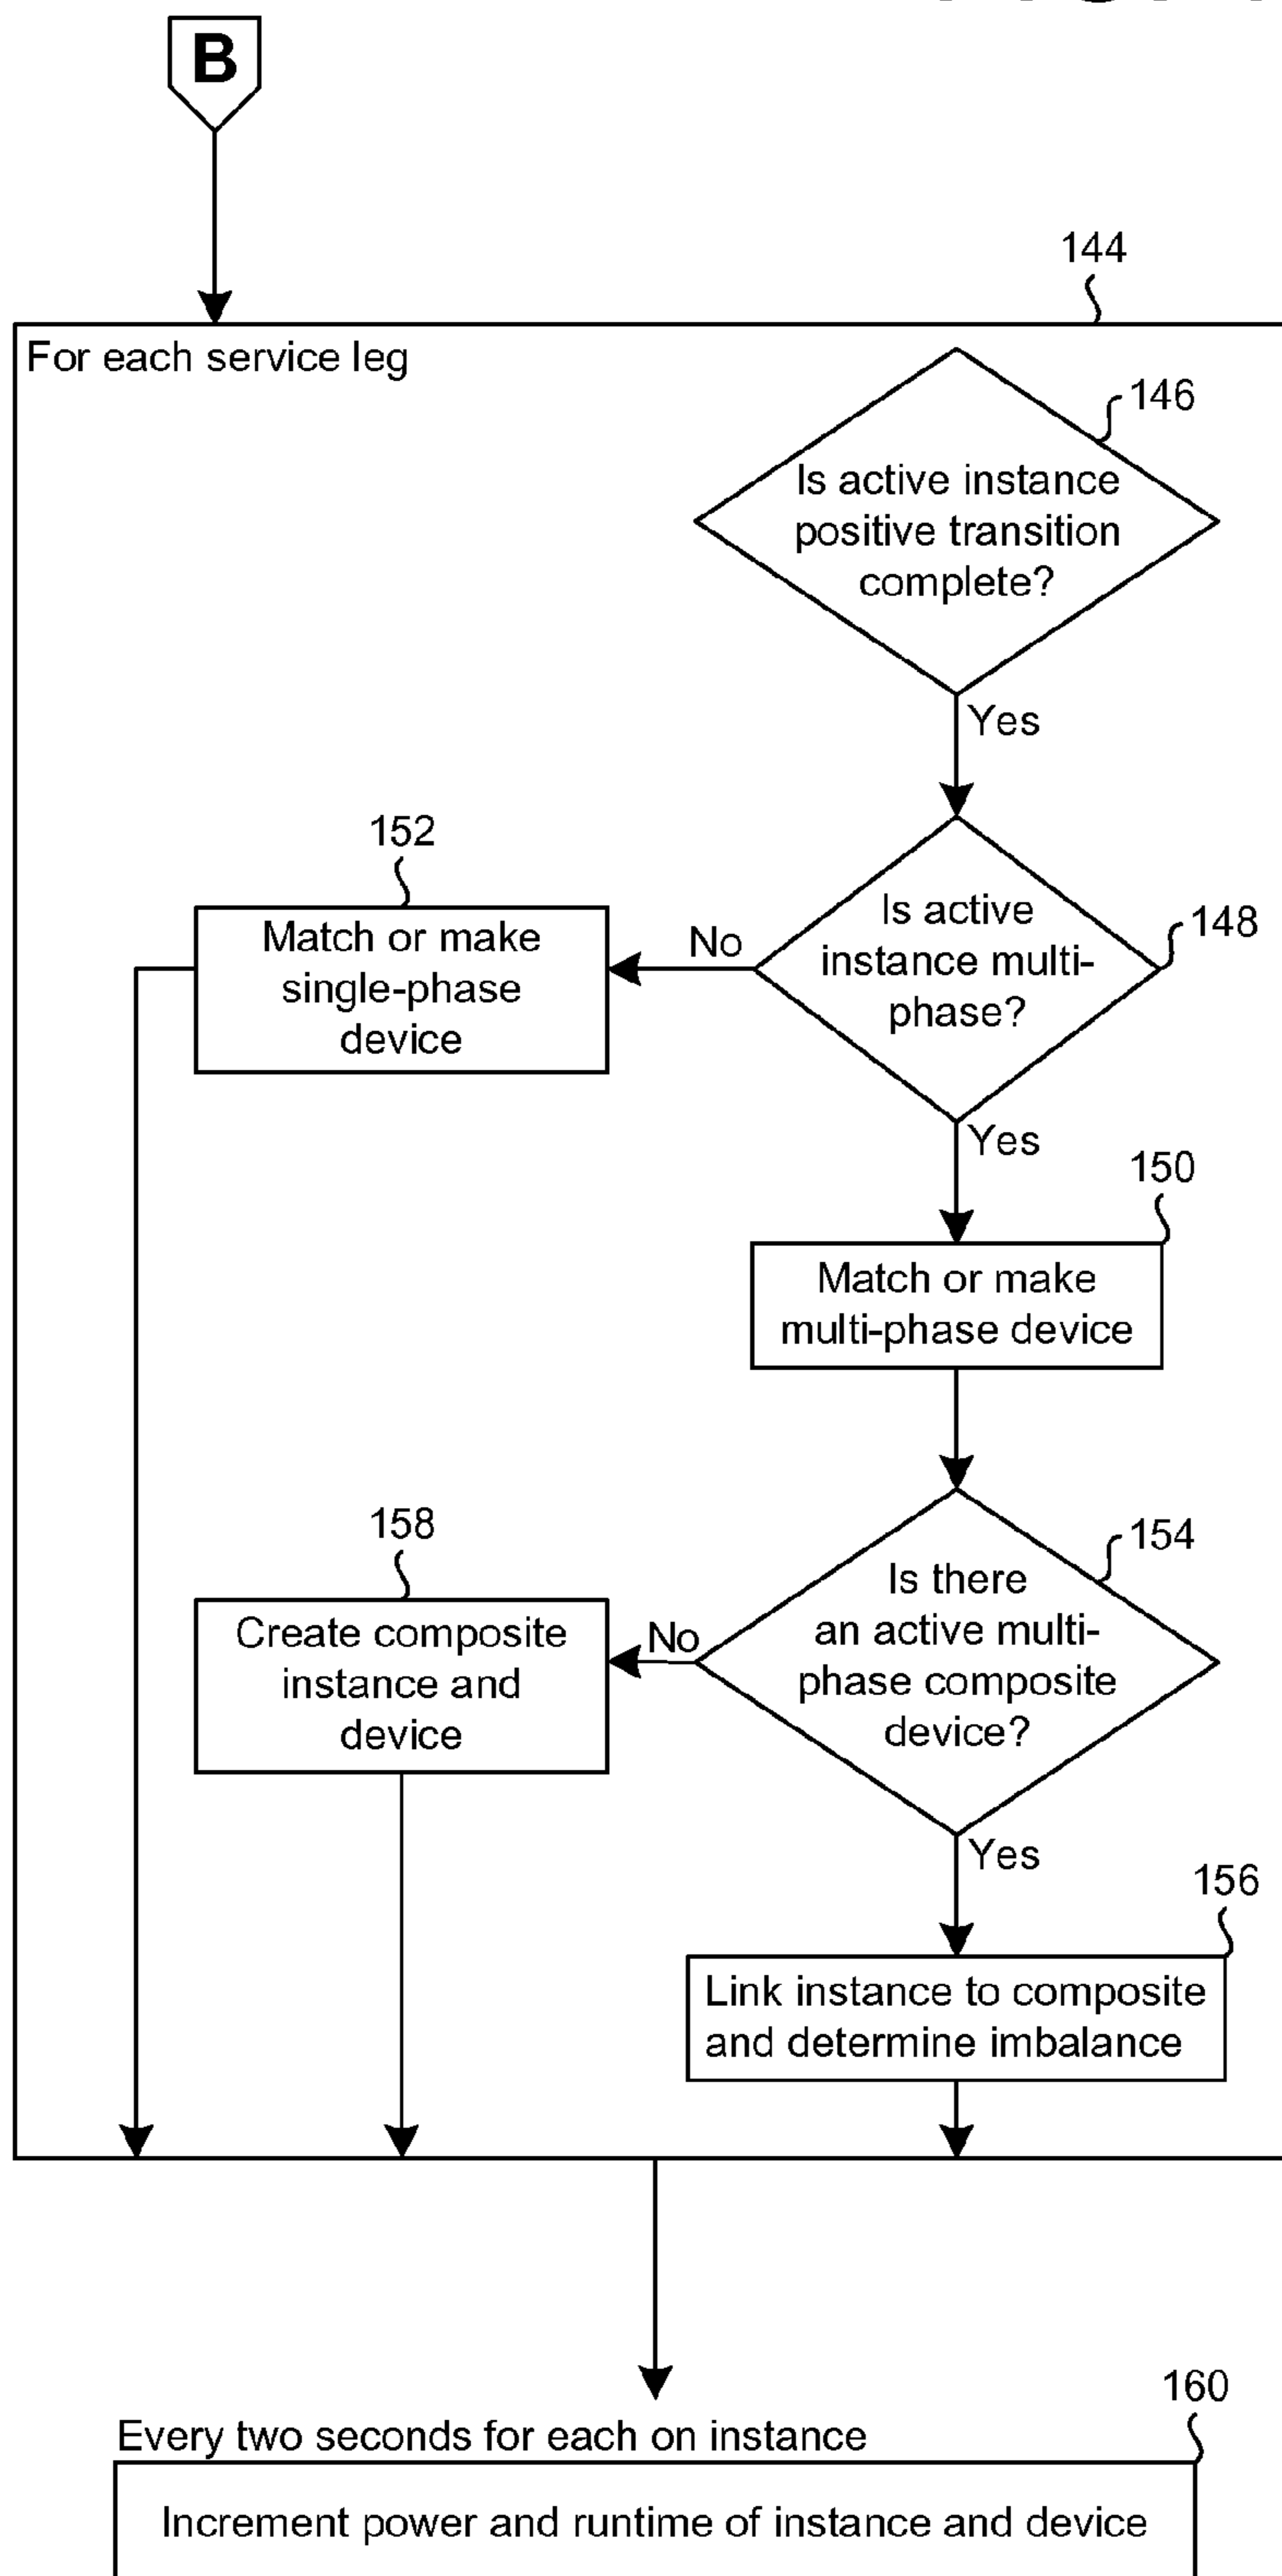 B
144
For each service leg
146
Is active instance
positive transition
complete?
Yes
152
Match or make
single-phase
device
No
Is active
instance multi-
phase?
148
Yes
150
Match or make
multi-phase device
158
Create composite
instance and
device
No
154
Is there
an active multi-
phase composite
device?
Yes
156
Link instance to composite
and determine imbalance
160
Every two seconds for each on instance
Increment power and runtime of instance and device